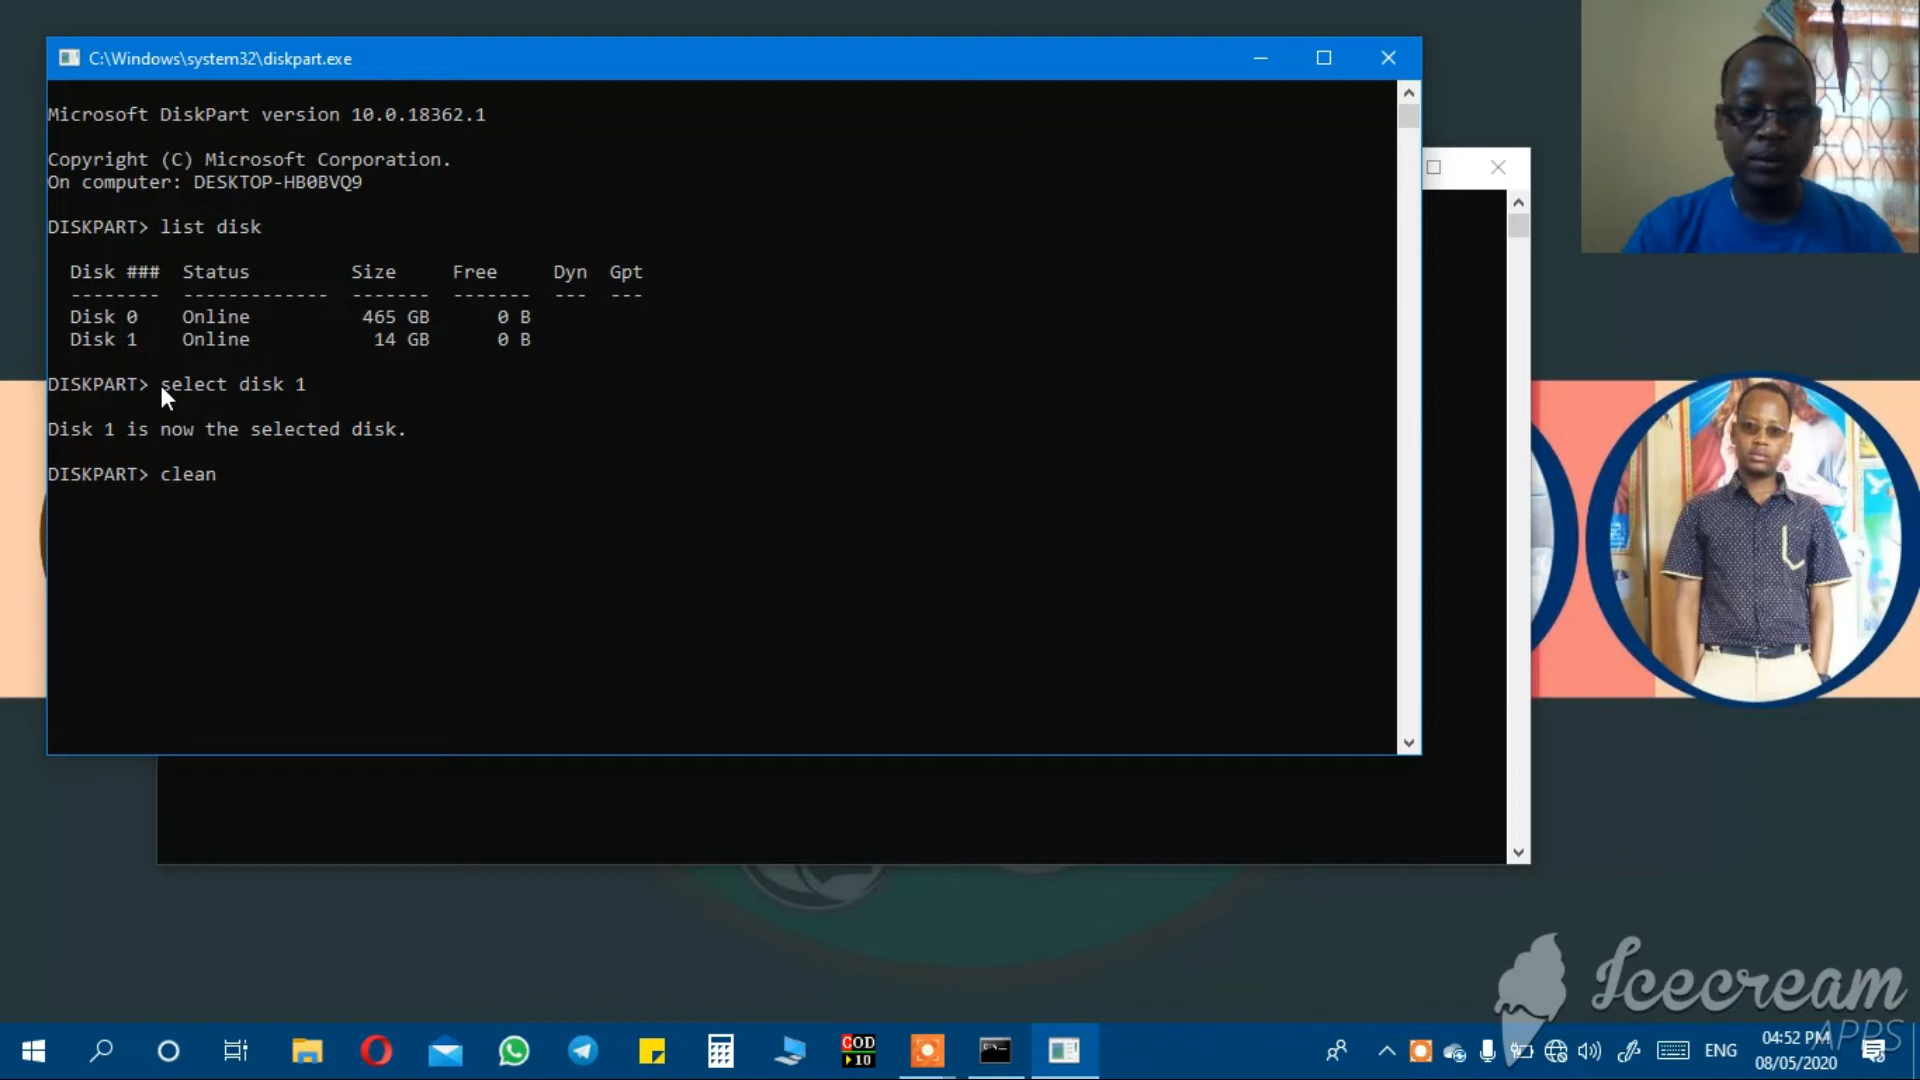 C:\Windows\system32\diskpart.exe
Microsoft DiskPart version 10.0.18362.1
Copyright (C) Microsoft Corporation.
On computer: DESKTOP-HB0BVQ9
DISKPART> list disk
Disk ### Status Size Free Dyn Gpt
-------- ------------- ------- ------- --- ---
Disk 0 Online 465 GB 0 B
Disk 1 Online 14 GB 0 B
DISKPART> select disk 1
Disk 1 is now the selected disk.
DISKPART> clean
Icecream
APPS
COD
10
ENG
04:52 PM
08/05/2020